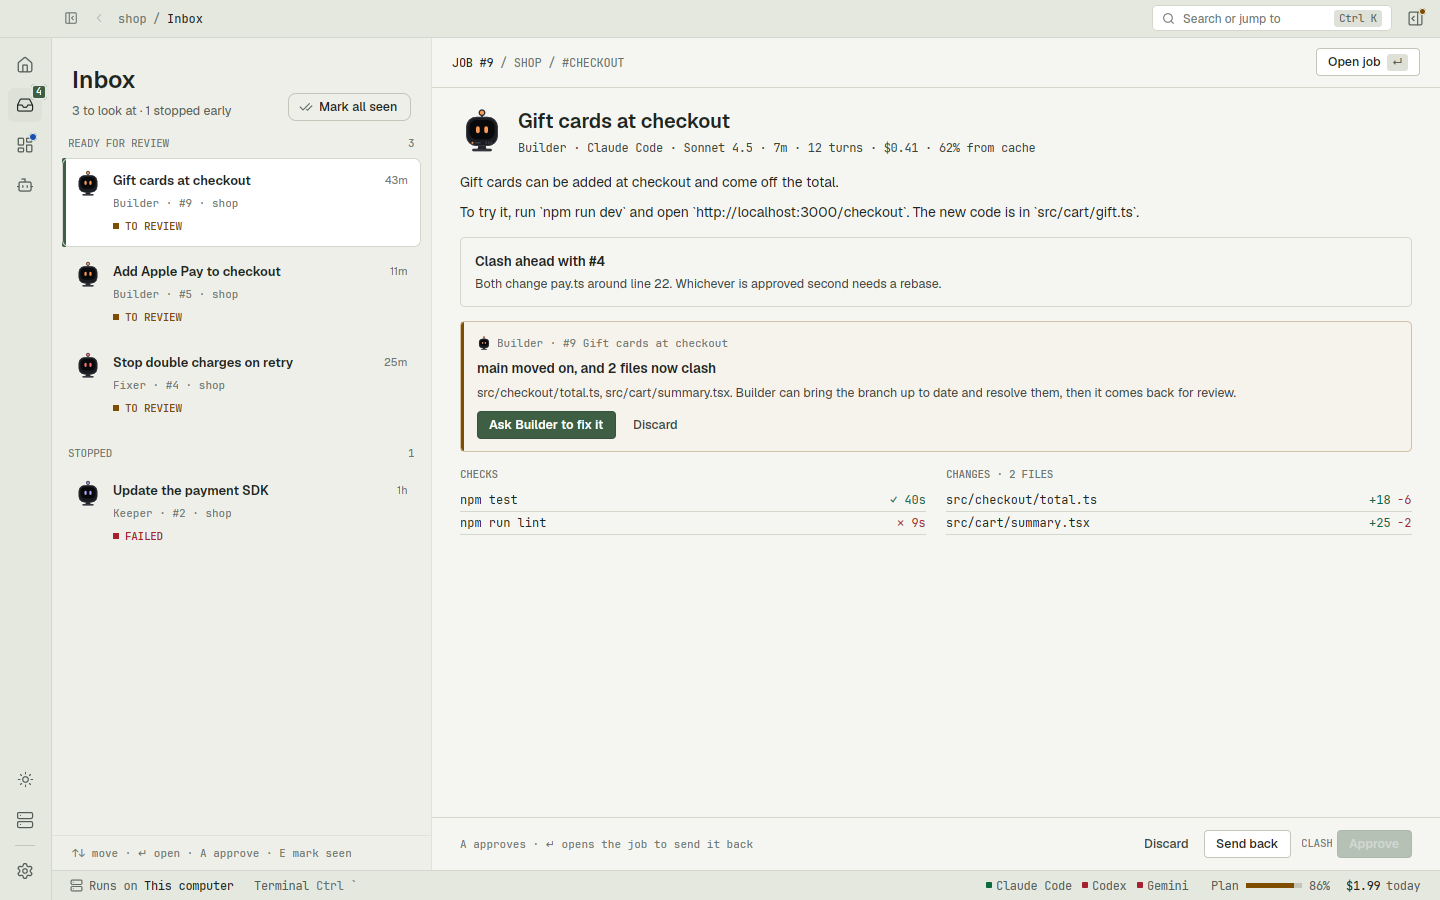 shop / Inbox
Search or jump to
Ctrl K
4
Inbox
3 to look at · 1 stopped early
Mark all seen
READY FOR REVIEW
3
Gift cards at checkout
43m
Builder · #9 · shop
TO REVIEW
Add Apple Pay to checkout
11m
Builder · #5 · shop
TO REVIEW
Stop double charges on retry
25m
Fixer · #4 · shop
TO REVIEW
STOPPED
1
Update the payment SDK
1h
Keeper · #2 · shop
FAILED
↑↓ move · ↵ open · A approve · E mark seen
JOB #9 / SHOP / #CHECKOUT
Open job ↵
Gift cards at checkout
Builder · Claude Code · Sonnet 4.5 · 7m · 12 turns · $0.41 · 62% from cache
Gift cards can be added at checkout and come off the total.
To try it, run `npm run dev` and open `http://localhost:3000/checkout`. The new code is in `src/cart/gift.ts`.
Clash ahead with #4
Both change pay.ts around line 22. Whichever is approved second needs a rebase.
Builder · #9 Gift cards at checkout
main moved on, and 2 files now clash
src/checkout/total.ts, src/cart/summary.tsx. Builder can bring the branch up to date and resolve them, then it comes back for review.
Ask Builder to fix it
Discard
CHECKS
npm test
✓ 40s
npm run lint
× 9s
CHANGES · 2 FILES
src/checkout/total.ts
+18 -6
src/cart/summary.tsx
+25 -2
A approves · ↵ opens the job to send it back
Discard
Send back
CLASH
Approve
Runs on This computer
Terminal Ctrl `
Claude Code
Codex
Gemini
Plan
86%
$1.99 today